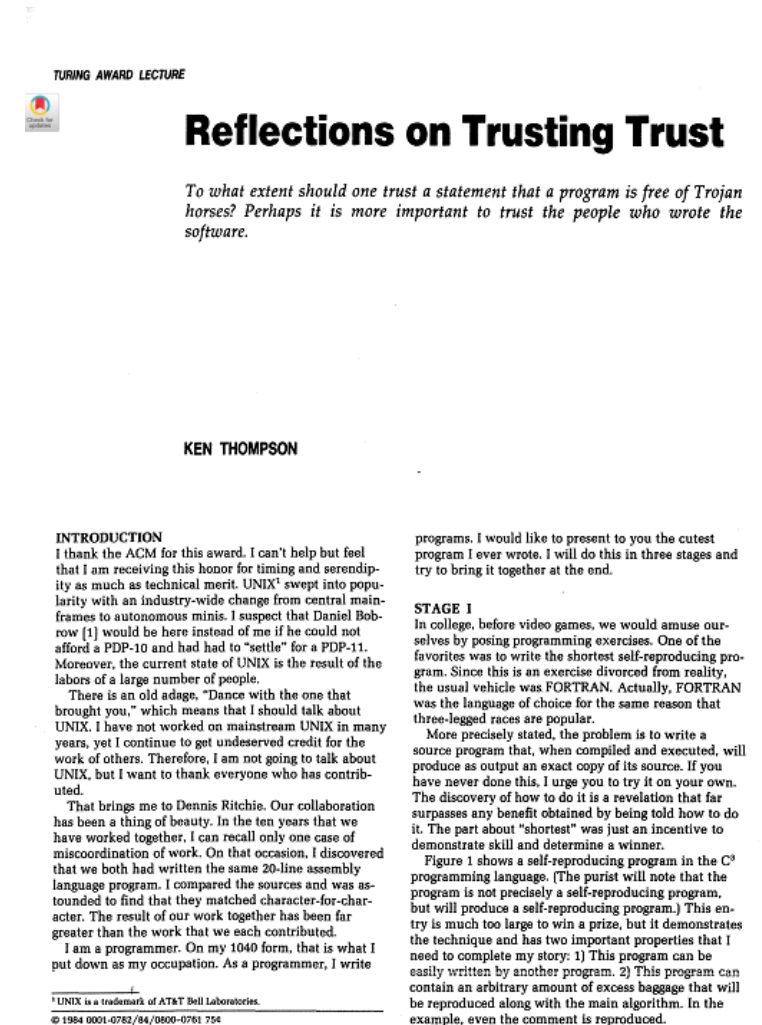 TURING AWARD LECTURE
Check for
updates
Reflections on Trusting Trust
To what extent should one trust a statement that a program is free of Trojan
horses? Perhaps it is more important to trust the people who wrote the
software.
KEN THOMPSON
INTRODUCTION
I thank the ACM for this award. I can't help but feel
that I am receiving this honor for timing and serendip-
ity as much as technical merit. UNIX¹ swept into popu-
larity with an industry-wide change from central main-
frames to autonomous minis. I suspect that Daniel Bob-
row [1] would be here instead of me if he could not
afford a PDP-10 and had had to "settle" for a PDP-11.
Moreover, the current state of UNIX is the result of the
labors of a large number of people.
There is an old adage, "Dance with the one that
brought you," which means that I should talk about
UNIX. I have not worked on mainstream UNIX in many
years, yet I continue to get undeserved credit for the
work of others. Therefore, I am not going to talk about
UNIX, but I want to thank everyone who has contrib-
uted.
That brings me to Dennis Ritchie. Our collaboration
has been a thing of beauty. In the ten years that we
have worked together, I can recall only one case of
miscoordination of work. On that occasion, I discovered
that we both had written the same 20-line assembly
language program. I compared the sources and was as-
tounded to find that they matched character-for-char-
acter. The result of our work together has been far
greater than the work that we each contributed.
I am a programmer. On my 1040 form, that is what I
put down as my occupation. As a programmer, I write
¹ UNIX is a trademark of AT&T Bell Laboratories.
© 1984 0001-0782/84/0800-0761 75¢
programs. I would like to present to you the cutest
program I ever wrote. I will do this in three stages and
try to bring it together at the end.
STAGE I
In college, before video games, we would amuse our-
selves by posing programming exercises. One of the
favorites was to write the shortest self-reproducing pro-
gram. Since this is an exercise divorced from reality,
the usual vehicle was FORTRAN. Actually, FORTRAN
was the language of choice for the same reason that
three-legged races are popular.
More precisely stated, the problem is to write a
source program that, when compiled and executed, will
produce as output an exact copy of its source. If you
have never done this, I urge you to try it on your own.
The discovery of how to do it is a revelation that far
surpasses any benefit obtained by being told how to do
it. The part about "shortest" was just an incentive to
demonstrate skill and determine a winner.
Figure 1 shows a self-reproducing program in the C³
programming language. (The purist will note that the
program is not precisely a self-reproducing program,
but will produce a self-reproducing program.) This en-
try is much too large to win a prize, but it demonstrates
the technique and has two important properties that I
need to complete my story: 1) This program can be
easily written by another program. 2) This program can
contain an arbitrary amount of excess baggage that will
be reproduced along with the main algorithm. In the
example, even the comment is reproduced.